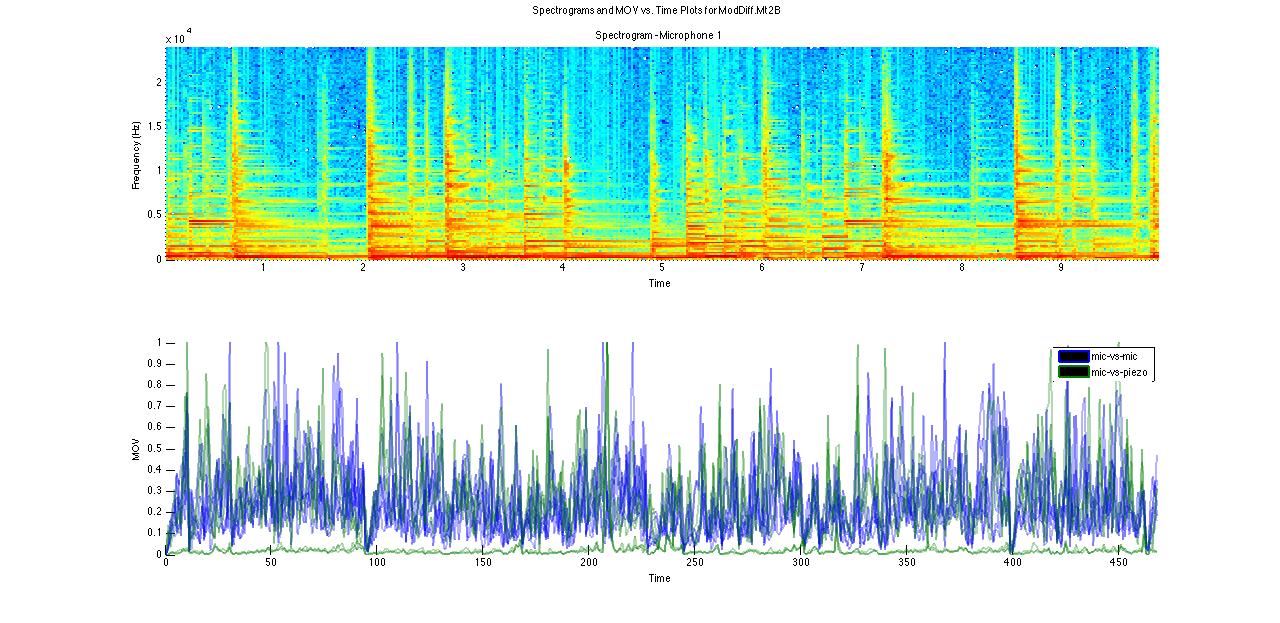 Spectrograms and MOV vs. Time Plots for ModDiff.Mt2B
Spectrogram - Microphone 1
x 10^4
2
1.5
1
0.5
0
Frequency (Hz)
1 2 3 4 5 6 7 8 9
Time
1
0.9
0.8
0.7
0.6
0.5
0.4
0.3
0.2
0.1
0
MOV
mic-vs-mic
mic-vs-piezo
0 50 100 150 200 250 300 350 400 450
Time